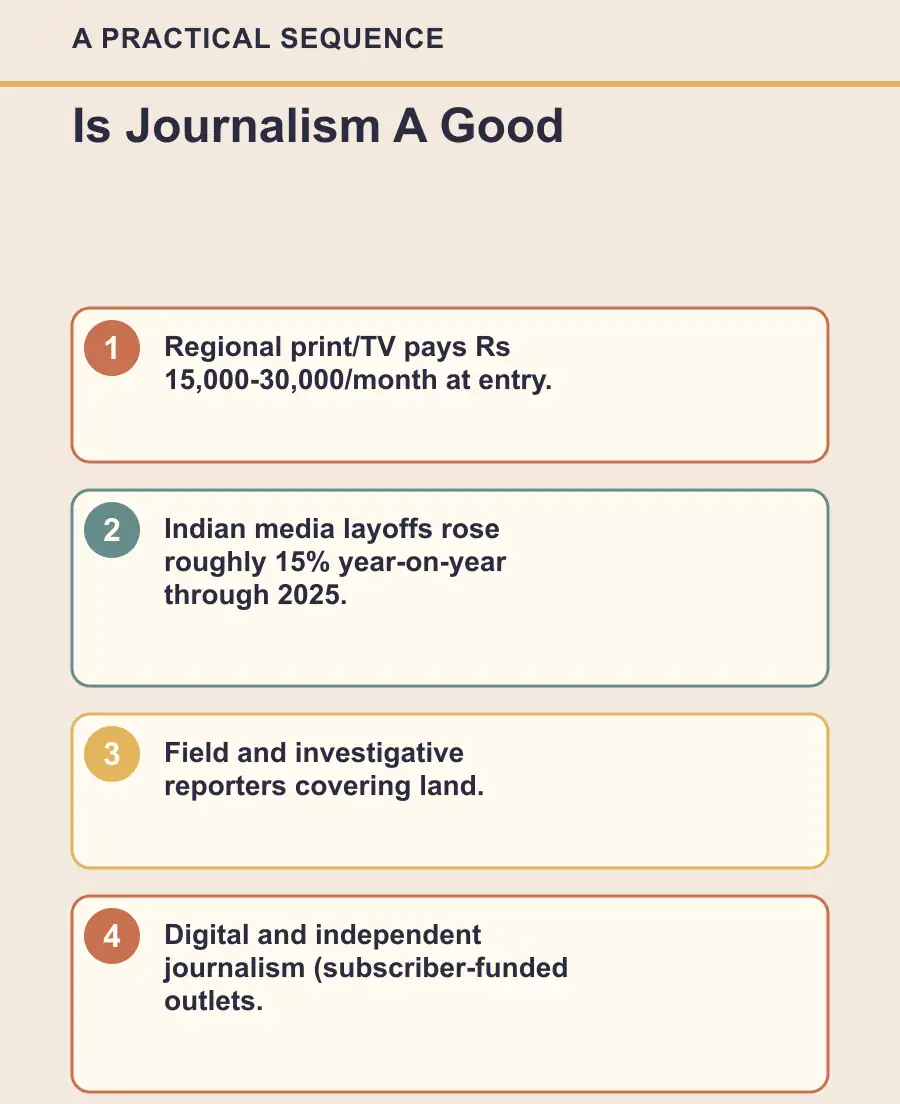 A PRACTICAL SEQUENCE
Is Journalism A Good
1
Regional print/TV pays Rs
15,000-30,000/month at entry.
2
Indian media layoffs rose
roughly 15% year-on-year
through 2025.
3
Field and investigative
reporters covering land.
4
Digital and independent
journalism (subscriber-funded
outlets.